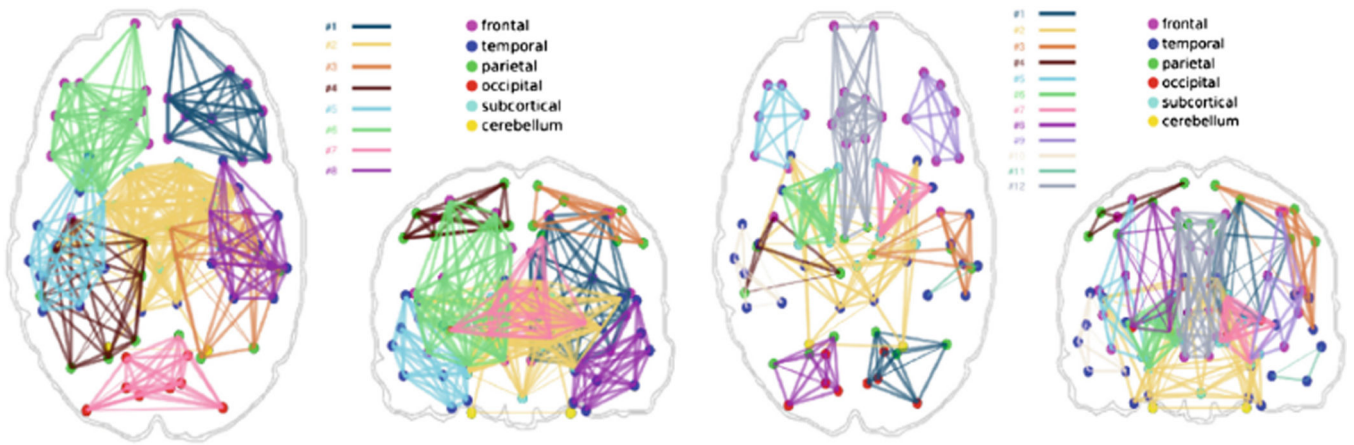 #1
#2
#3
#4
#5
#6
#7
#8
frontal
temporal
parietal
occipital
subcortical
cerebellum
#1
#2
#3
#4
#5
#6
#7
#8
#9
#10
#11
#12
frontal
temporal
parietal
occipital
subcortical
cerebellum